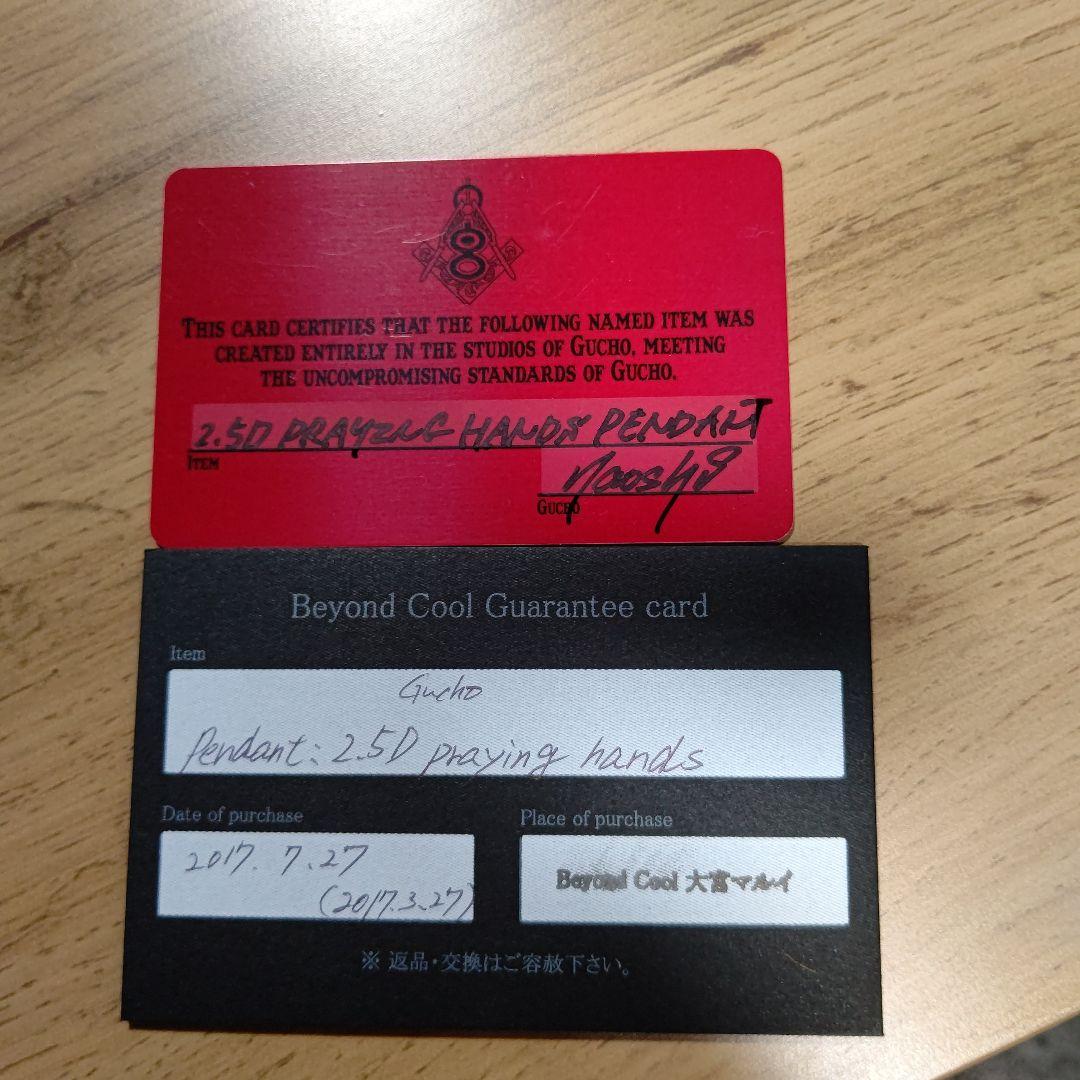 8
THIS CARD CERTIFIES THAT THE FOLLOWING NAMED ITEM WAS
CREATED ENTIRELY IN THE STUDIOS OF GUCHO, MEETING
THE UNCOMPROMISING STANDARDS OF GUCHO.
2.5D PRAYING HANDS PENDANT
ITEM
GUCHO
Beyond Cool Guarantee card
Item
Gucho
Pendant: 2.5D praying hands
Date of purchase
Place of purchase
2017. 7. 27
(2017.3.27)
Beyond Cool 大宮マルイ
※ 返品・交換はご容赦下さい。